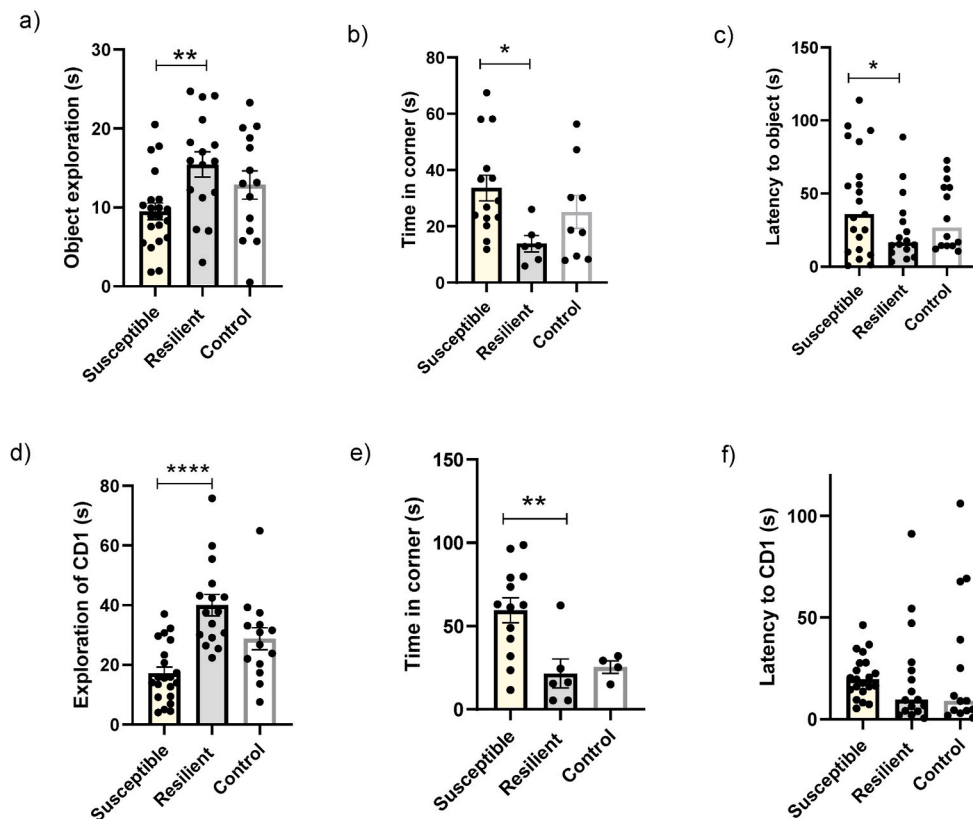 a)
**
Object exploration (s)
30
20
10
0
Susceptible
Resilient
Control
b)
*
Time in corner (s)
80
60
40
20
0
Susceptible
Resilient
Control
c)
*
Latency to object (s)
150
100
50
0
Susceptible
Resilient
Control
d)
****
Exploration of CD1 (s)
80
60
40
20
0
Susceptible
Resilient
Control
e)
**
Time in corner (s)
150
100
50
0
Susceptible
Resilient
Control
f)
Latency to CD1 (s)
100
50
0
Susceptible
Resilient
Control